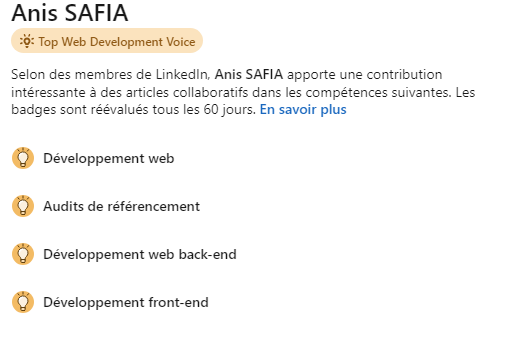 Anis SAFIA
Top Web Development Voice
Selon des membres de LinkedIn, Anis SAFIA apporte une contribution
intéressante à des articles collaboratifs dans les compétences suivantes. Les
badges sont réévalués tous les 60 jours. En savoir plus
Développement web
Audits de référencement
Développement web back-end
Développement front-end